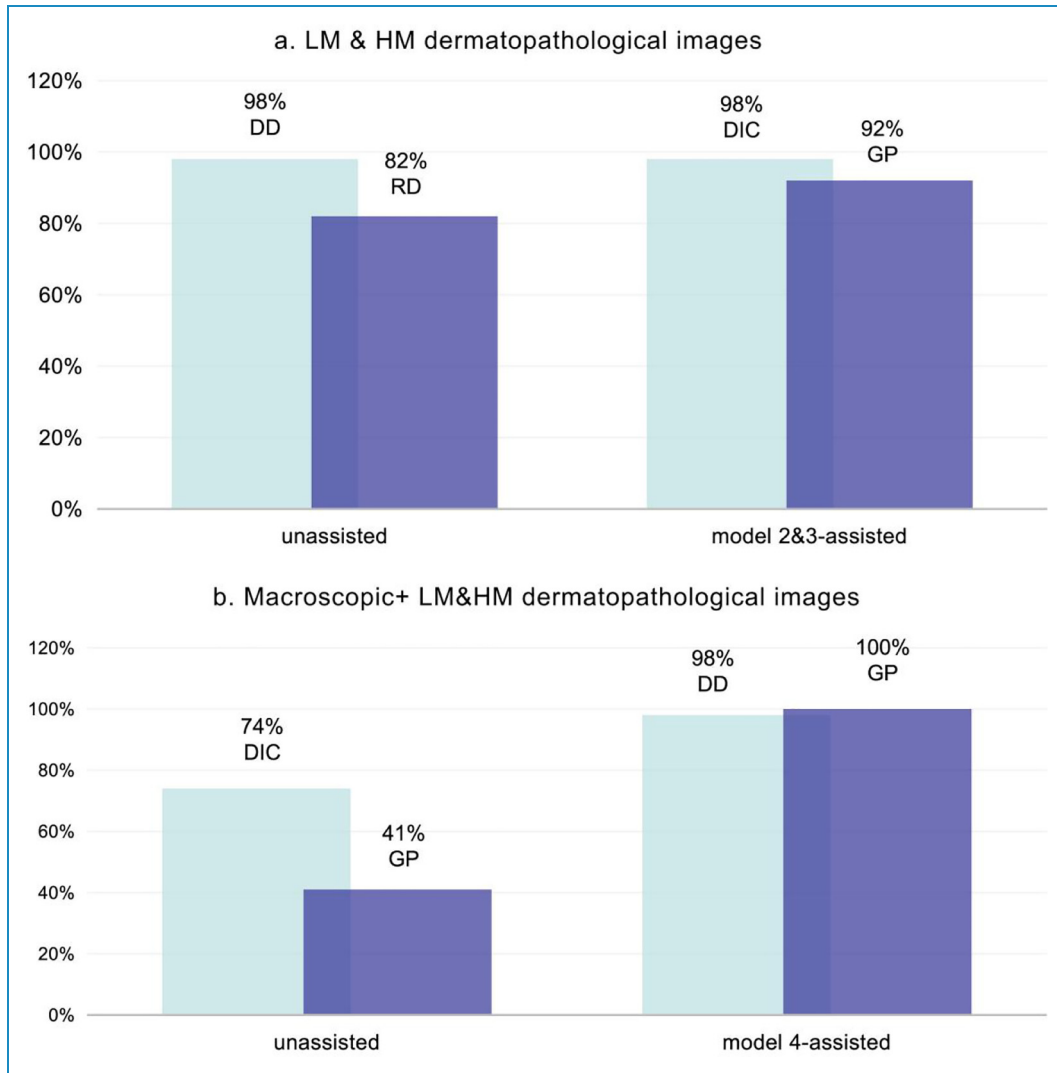 a. LM & HM dermatopathological images
120%
100%
80%
60%
40%
20%
0%
98%
DD
82%
RD
98%
DIC
92%
GP
unassisted
model 2&3-assisted
b. Macroscopic+ LM&HM dermatopathological images
120%
100%
80%
60%
40%
20%
0%
74%
DIC
41%
GP
98%
DD
100%
GP
unassisted
model 4-assisted